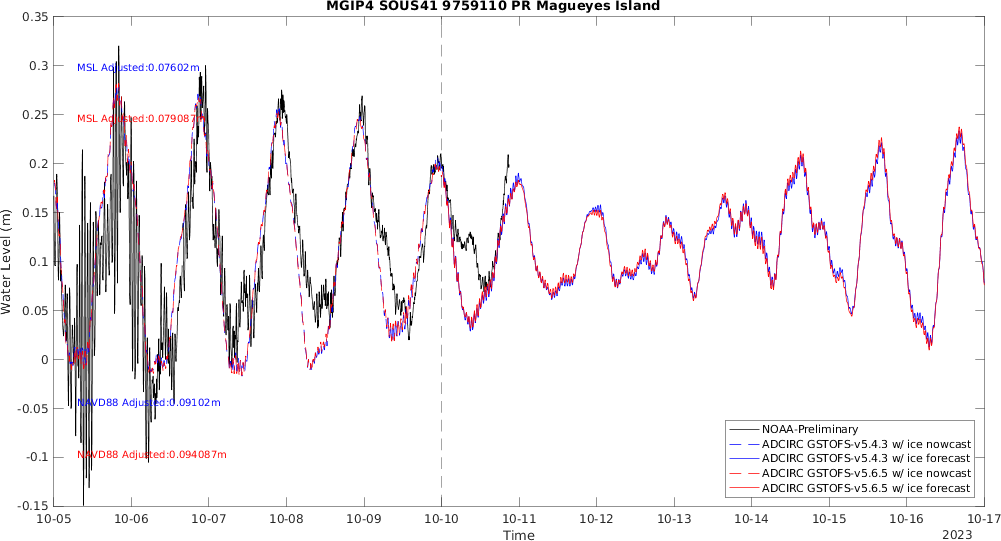 MGIP4 SOUS41 9759110 PR Magueyes Island
0.35
0.3
0.25
0.2
0.15
0.1
0.05
0
-0.05
-0.1
-0.15
Water Level (m)
MSL Adjusted:0.07602m
MSL Adjusted:0.079087
NAVD88 Adjusted:0.09102m
NAVD88 Adjusted:0.094087m
NOAA-Preliminary
ADCIRC GSTOFS-v5.4.3 w/ ice nowcast
ADCIRC GSTOFS-v5.4.3 w/ ice forecast
ADCIRC GSTOFS-v5.6.5 w/ ice nowcast
ADCIRC GSTOFS-v5.6.5 w/ ice forecast
10-05 10-06 10-07 10-08 10-09 10-10 10-11 10-12 10-13 10-14 10-15 10-16 10-17
Time
2023